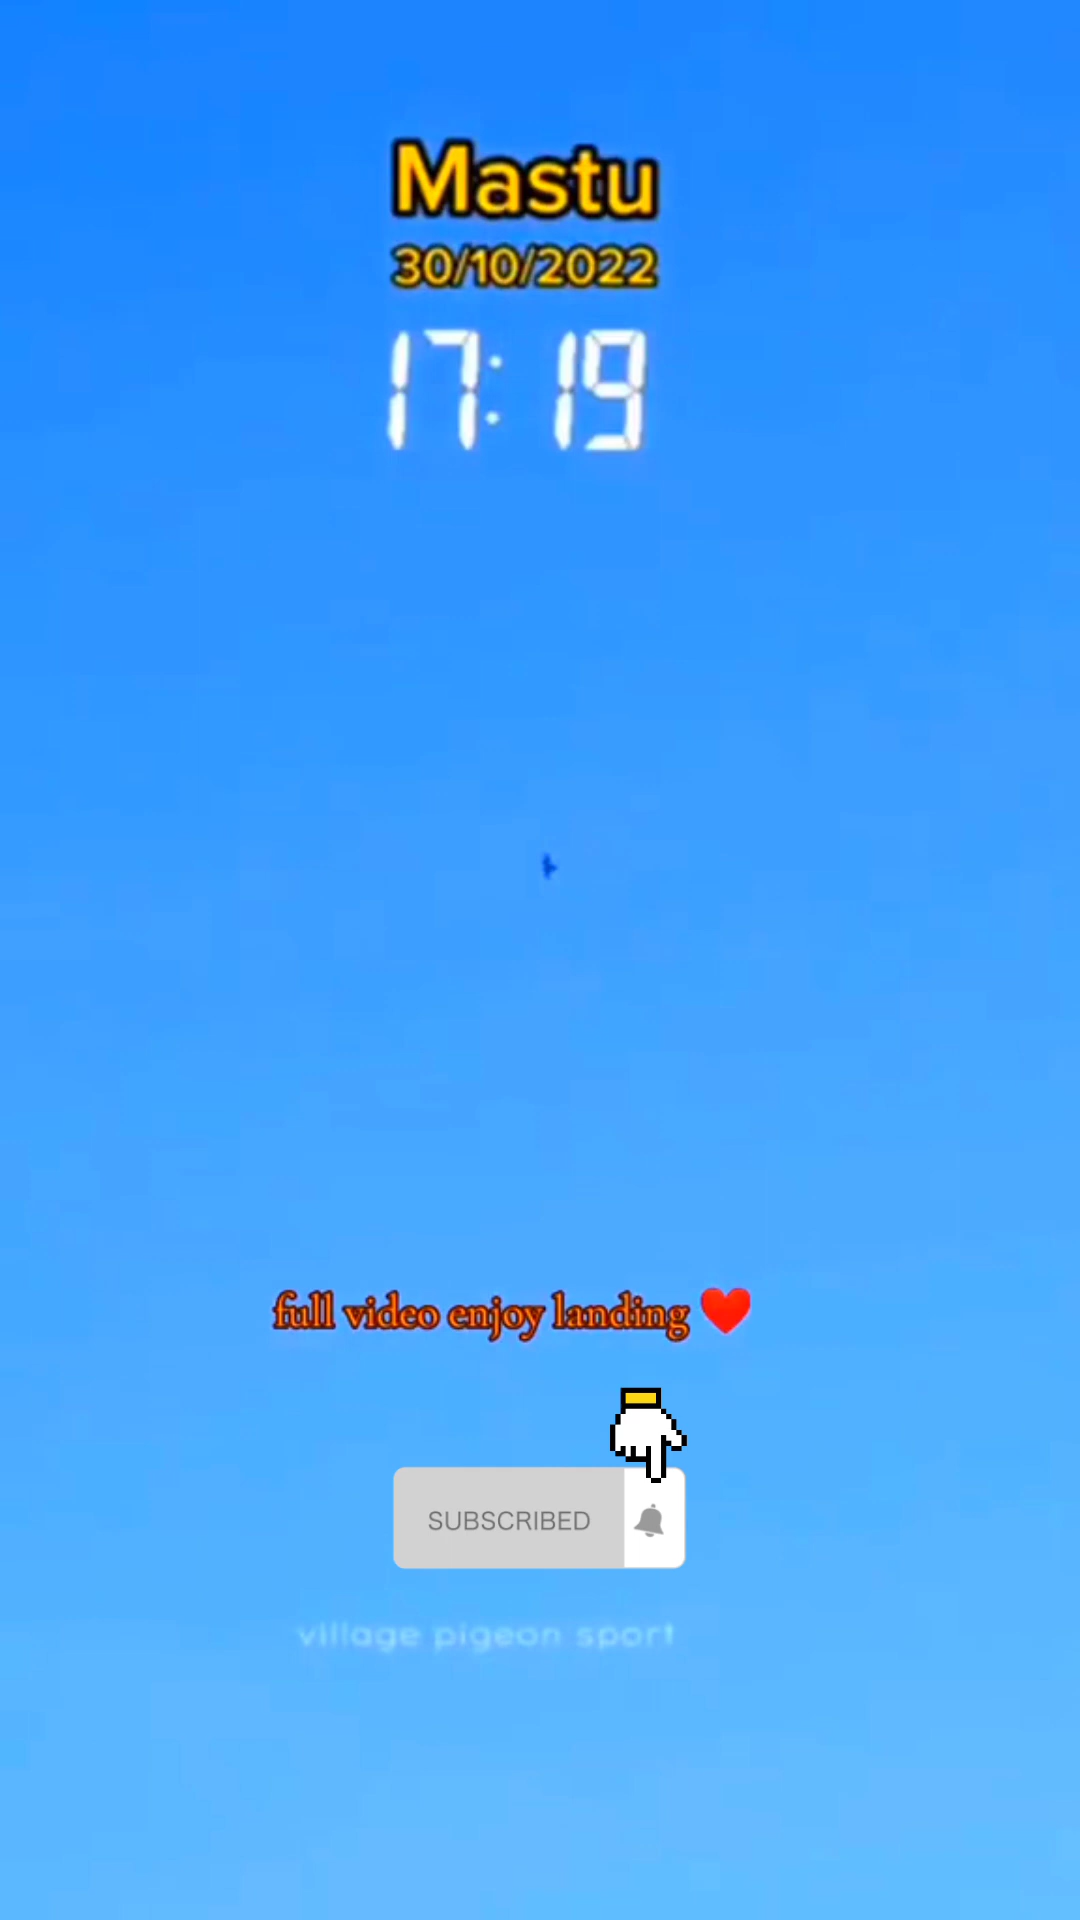 Mastu
30/10/2022
17:19
full video enjoy landing ❤️
SUBSCRIBED
village pigeon sport